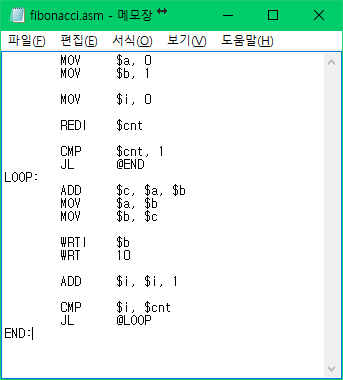 fibonacci.asm - 메모장
파일(F) 편집(E) 서식(O) 보기(V) 도움말(H)
MOV $a, 0
MOV $b, 1
MOV $i, 0
REDI $cnt
CMP $cnt, 1
JL @END
LOOP:
ADD $c, $a, $b
MOV $a, $b
MOV $b, $c
WRTI $b
WRT 10
ADD $i, $i, 1
CMP $i, $cnt
JL @LOOP
END: